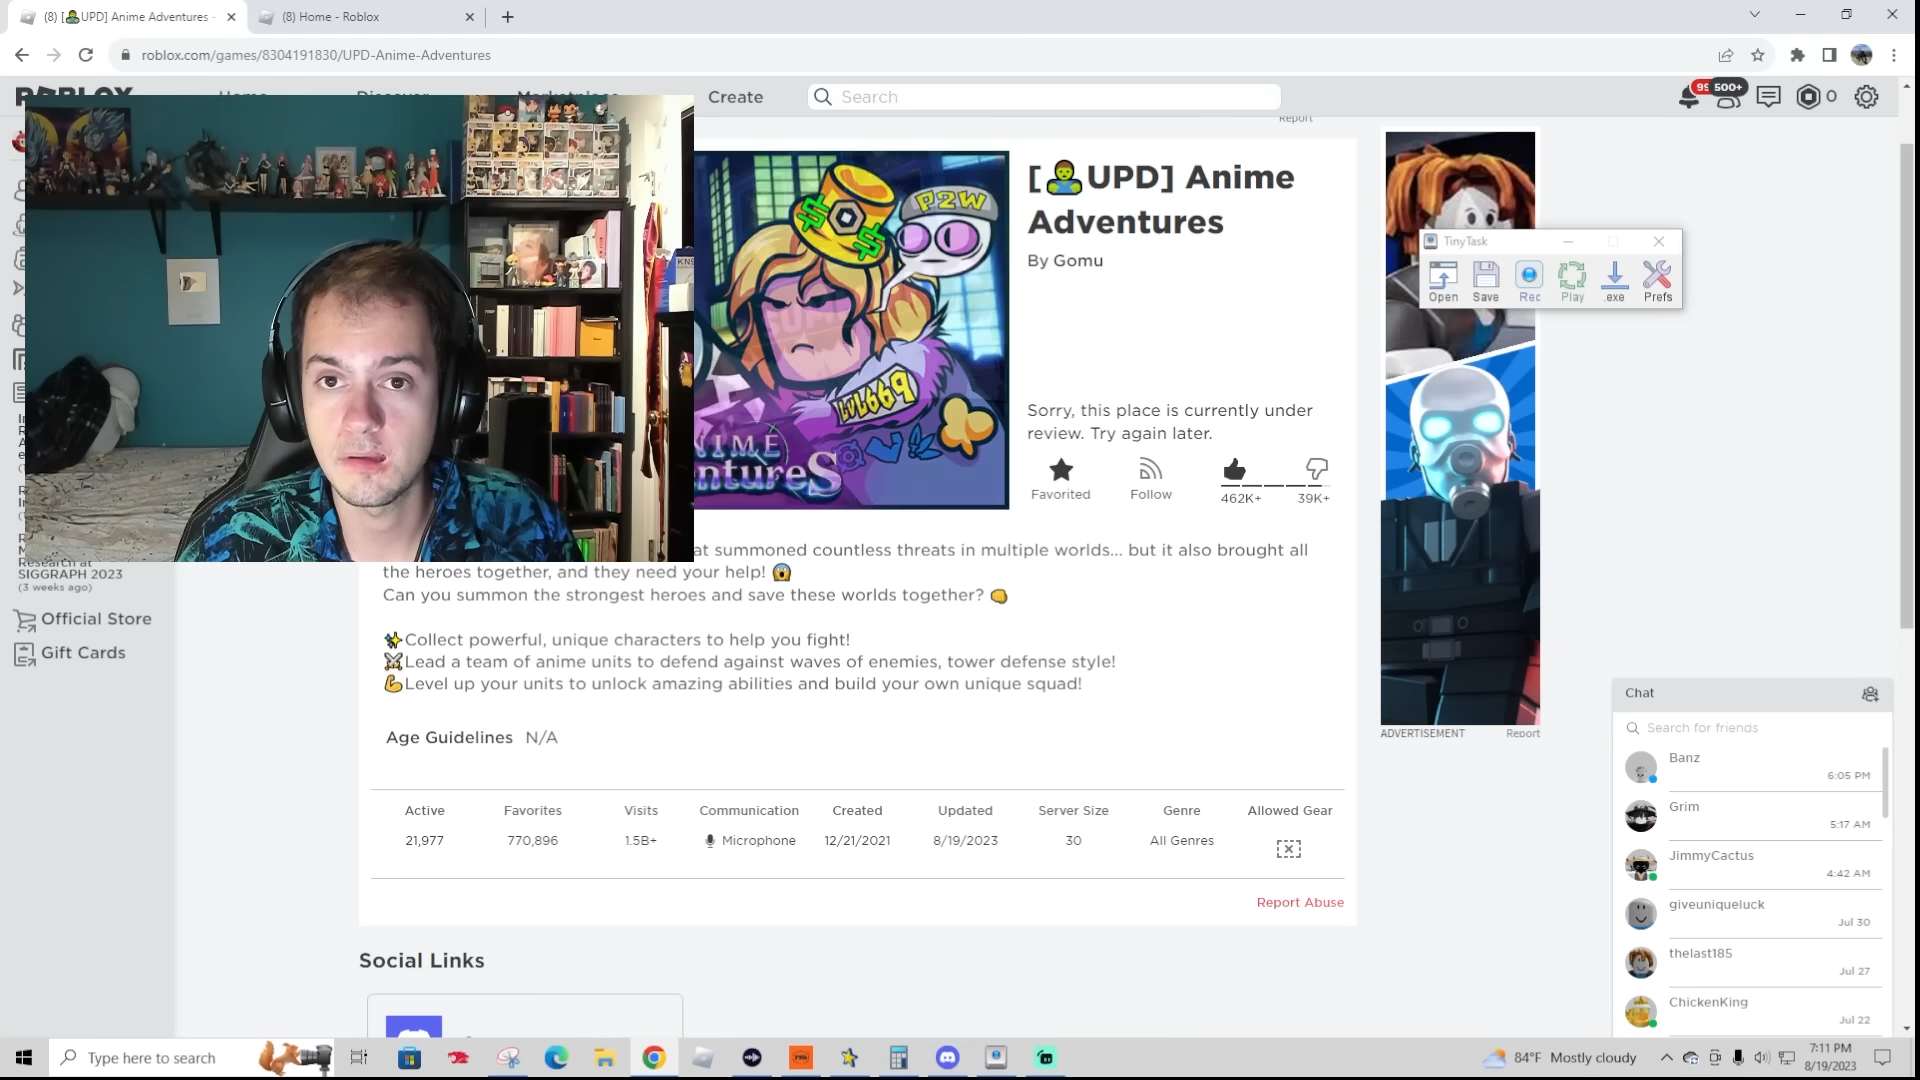 (8) [👨‍💼UPD] Anime Adventures -
(8) Home - Roblox
roblox.com/games/8304191830/UPD-Anime-Adventures
ROBLOX
Home
Discover
Marketplace
Create
Search
500+
0
Report
P2W
LVL669
NIME
ntures
[👨‍💼UPD] Anime
Adventures
By Gomu
Sorry, this place is currently under
review. Try again later.
Favorited
Follow
462K+
39K+
TinyTask
Open
Save
Rec
Play
.exe
Prefs
at summoned countless threats in multiple worlds... but it also brought all
the heroes together, and they need your help! 😱
Can you summon the strongest heroes and save these worlds together? 👊
✨Collect powerful, unique characters to help you fight!
⚔️Lead a team of anime units to defend against waves of enemies, tower defense style!
💪Level up your units to unlock amazing abilities and build your own unique squad!
Age Guidelines N/A
Active Favorites Visits Communication Created Updated Server Size Genre Allowed Gear
21,977 770,896 1.5B+ Microphone 12/21/2021 8/19/2023 30 All Genres
Report Abuse
Social Links
Research at
SIGGRAPH 2023
(3 weeks ago)
Official Store
Gift Cards
ADVERTISEMENT
Report
Chat
Search for friends
Banz
6:05 PM
Grim
5:17 AM
JimmyCactus
4:42 AM
giveuniqueluck
Jul 30
thelast185
Jul 27
ChickenKing
Jul 22
Type here to search
84°F Mostly cloudy
7:11 PM
8/19/2023